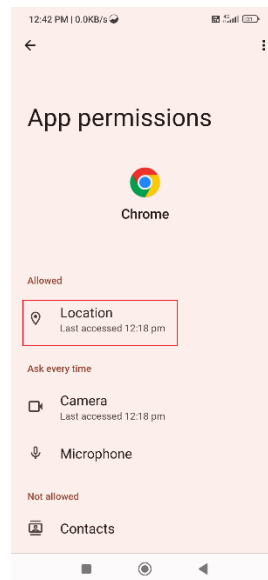 12:42 PM | 0.0KB/s
App permissions
Chrome
Allowed
Location
Last accessed 12:18 pm
Ask every time
Camera
Last accessed 12:18 pm
Microphone
Not allowed
Contacts